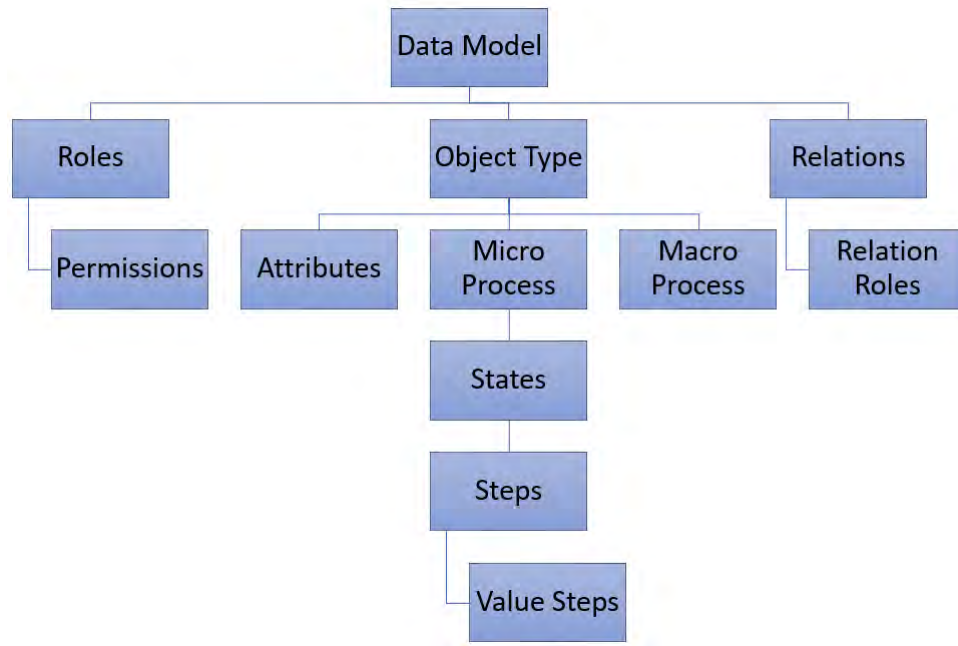 Data Model
Roles
Object Type
Relations
Permissions
Attributes
Micro
Process
Macro
Process
Relation
Roles
States
Steps
Value Steps